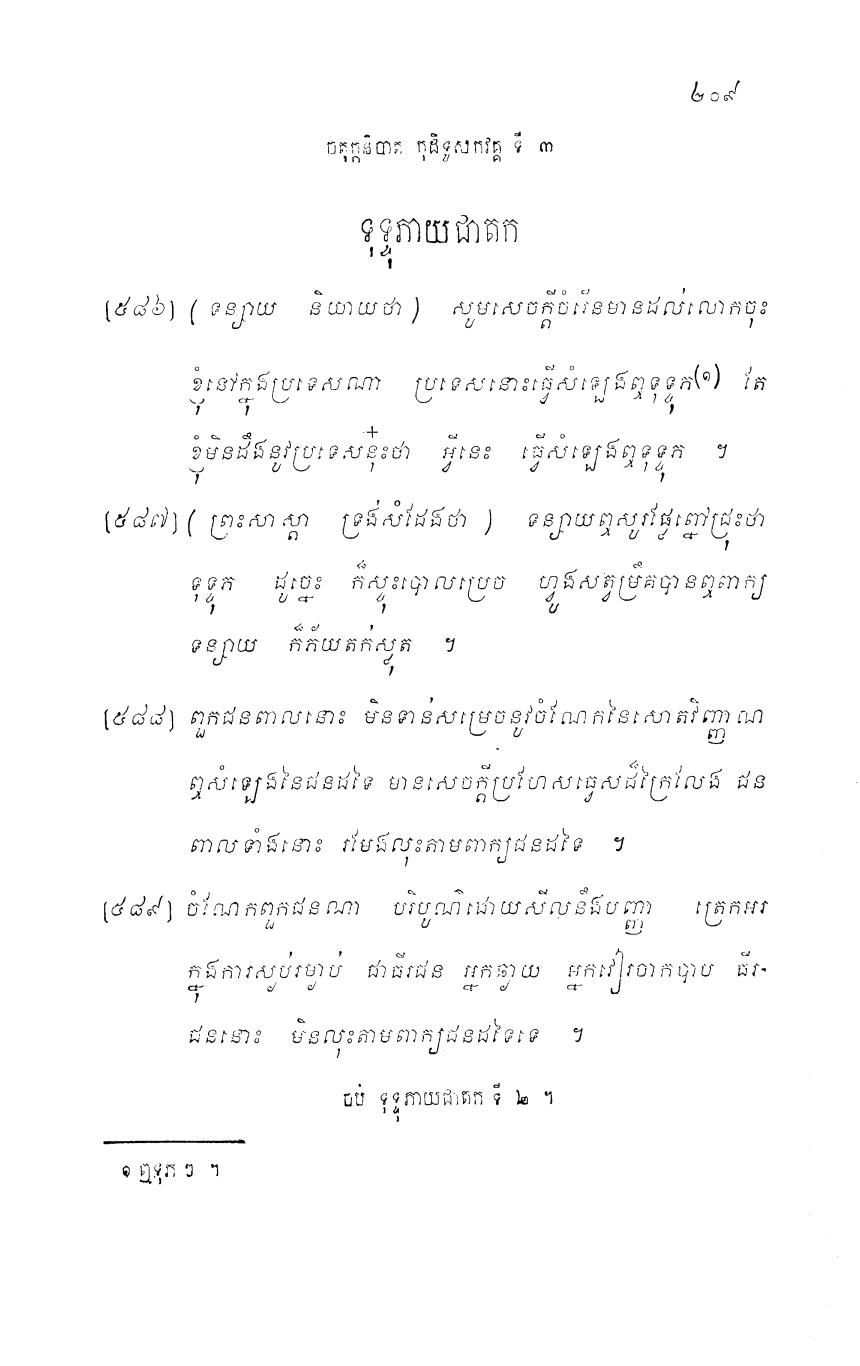 ២០៩
ចតុក្កនិបាត កុដិទូសកវគ្គ ទី ៣
ទុទ្ទុភាយជាតក
[៥៨៦] ( ទន្សាយ និយាយថា ) សូមសេចក្តីចំរើនមានដល់លោកចុះ
ខ្ញុំនៅក្នុងប្រទេសណា ប្រទេសនោះធ្វើសំឡេងឮទុទ្ទុភ(១) តែ
ខ្ញុំមិនដឹងនូវប្រទេសនុ៎ះថា អ្វីនេះ ធ្វើសំឡេងឮទុទ្ទុភ ។
[៥៨៧] ( ព្រះសាស្តា ទ្រង់សំដែងថា ) ទន្សាយឮសូរផ្លែព្នៅជ្រុះថា
ទុទ្ទុភ ដូច្នេះ ក៏ស្ទុះបោលប្រេច ហ្វូងសត្វម្រឹគបានឮពាក្យ
ទន្សាយ ក៏ភ័យតក់ស្លុត ។
[៥៨៨] ពួកជនពាលនោះ មិនទាន់សម្រេចនូវចំណែកនៃសោតវិញ្ញាណ
ឮសំឡេងនៃជនដទៃ មានសេចក្តីប្រហែសធ្វេសដ៏ក្រៃលែង ជន
ពាលទាំងនោះ រមែងលុះតាមពាក្យជនដទៃ ។
[៥៨៩] ចំណែកពួកជនណា បរិបូណ៌ដោយសីលនឹងបញ្ញា ត្រេកអរ
ក្នុងការស្ងប់រម្ងាប់ ជាធីរជន អ្នកឆ្ងាយ អ្នកវៀរចាកបាប ធីរ-
ជននោះ មិនលុះតាមពាក្យជនដទៃទេ ។
ចប់ ទុទ្ទុភាយជាតក ទី ២ ។
១ ឮទុភ ៗ ។